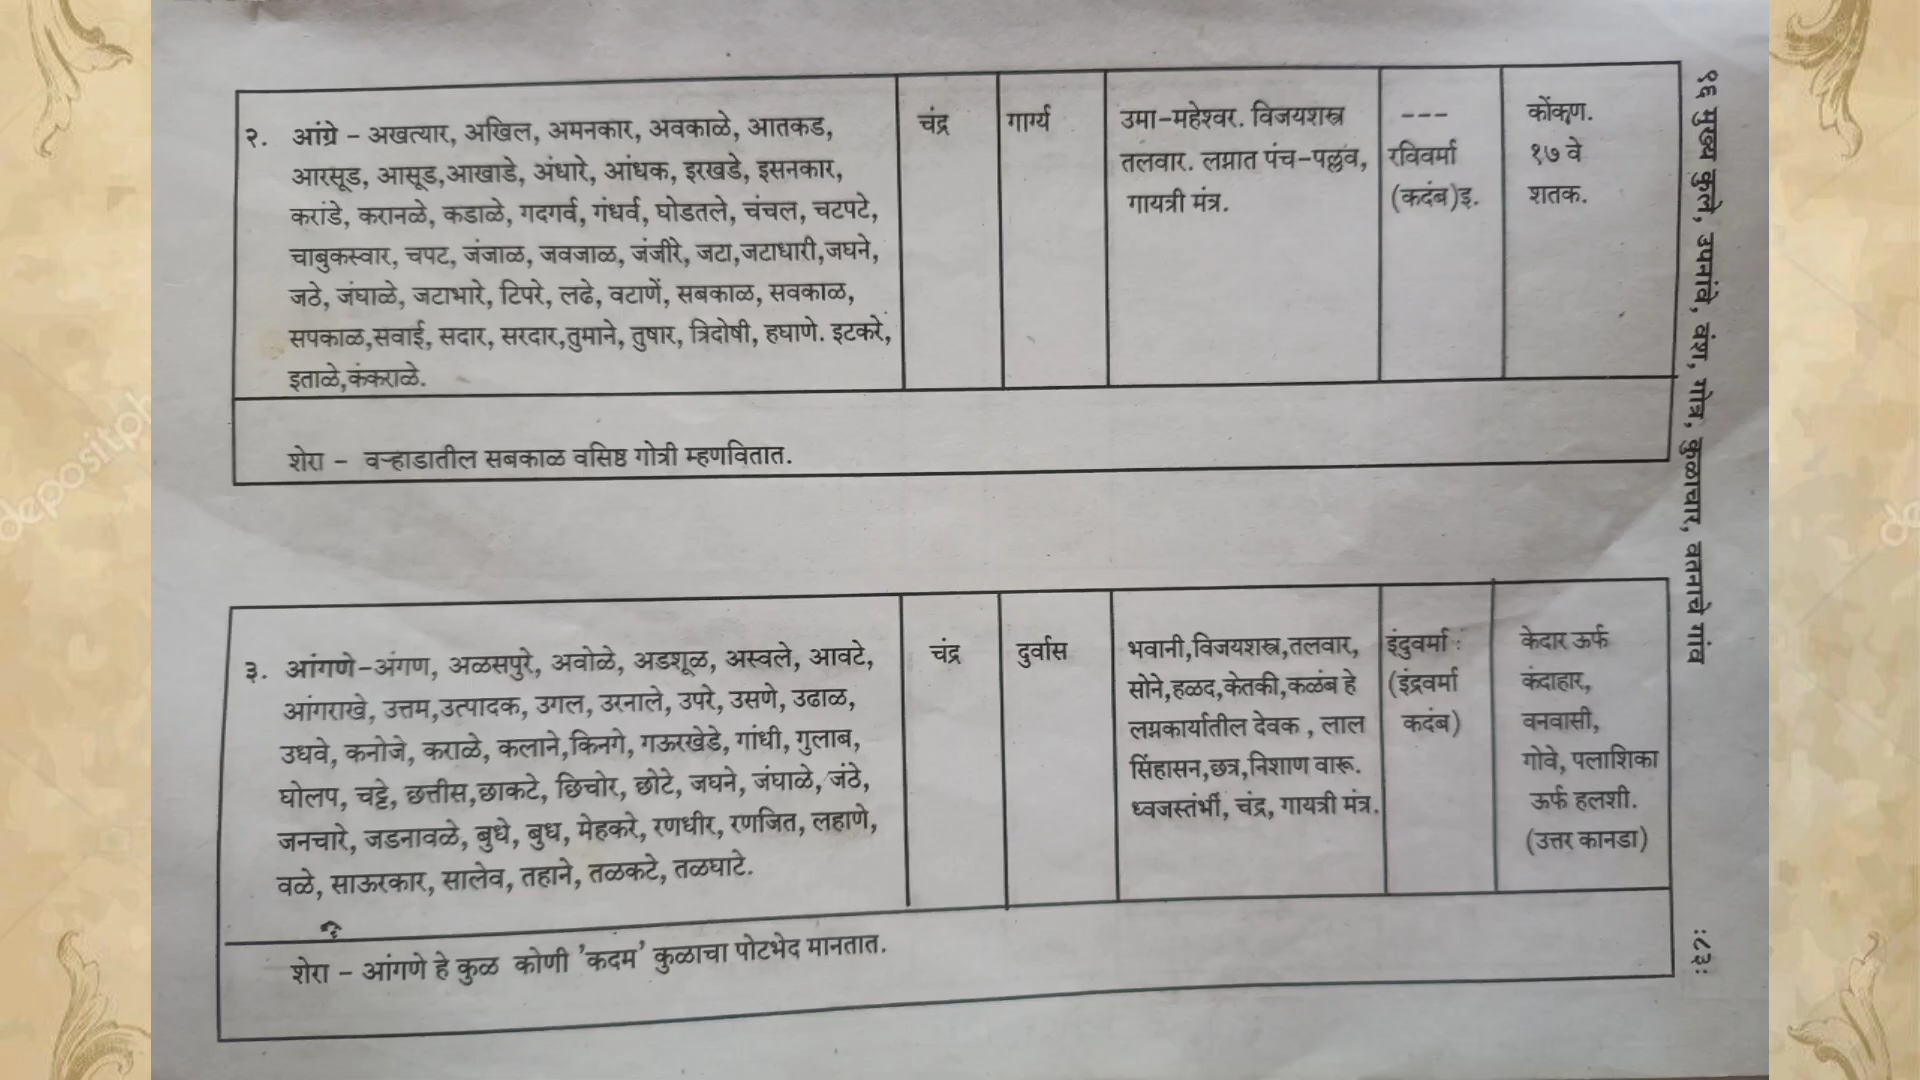 ९६ मुख्य कुले, उपनांवे, वंश, गोत्र, कुळाचार, वतनाचे गांव
२. आंग्रे - अखत्यार, अखिल, अमनकार, अवकाळे, आतकड,
आरसूड, आसूड,आखाडे, अंधारे, आंधक, इरखडे, इसनकार,
करांडे, करानळे, कडाळे, गदगर्व, गंधर्व, घोडतले, चंचल, चटपटे,
चाबुकस्वार, चपट, जंजाळ, जवजाळ, जंजीरे, जटा,जटाधारी,जघने,
जठे, जंघाळे, जटाभारे, टिपरे, लढे, वटाणें, सबकाळ, सवकाळ,
सपकाळ,सवाई, सदार, सरदार,तुमाने, तुषार, त्रिदोषी, हघाणे. इटकरे,
इताळे,कंकराळे.
चंद्र
गार्ग्य
उमा-महेश्वर. विजयशस्त्र
तलवार. लग्नात पंच-पल्लव,
गायत्री मंत्र.
---
रविवर्मा
(कदंब)इ.
कोंकण.
१७ वे
शतक.
शेरा - वऱ्हाडातील सबकाळ वसिष्ठ गोत्री म्हणवितात.
३. आंगणे-अंगण, अळसपुरे, अवोळे, अडशूळ, अस्वले, आवटे,
आंगराखे, उत्तम,उत्पादक, उगल, उरनाले, उपरे, उसणे, उढाळ,
उधवे, कनोजे, कराळे, कलाने,किनगे, गऊरखेडे, गांधी, गुलाब,
घोलप, चट्टे, छत्तीस,छाकटे, छिचोर, छोटे, जघने, जंघाळे, जंठे,
जनचारे, जडनावळे, बुधे, बुध, मेहकरे, रणधीर, रणजित, लहाणे,
वळे, साऊरकार, सालेव, तहाने, तळकटे, तळघाटे.
चंद्र
दुर्वास
भवानी,विजयशस्त्र,तलवार,
सोने,हळद,केतकी,कळंब हे
लग्नकार्यातील देवक , लाल
सिंहासन,छत्र,निशाण वारू.
ध्वजस्तंभीं, चंद्र, गायत्री मंत्र.
इंदुवर्मा
(इंद्रवर्मा
कदंब)
केदार ऊर्फ
कंदाहार,
वनवासी,
गोवे, पलाशिका
ऊर्फ हलशी.
(उत्तर कानडा)
शेरा - आंगणे हे कुळ कोणी 'कदम' कुळाचा पोटभेद मानतात.
:८३: